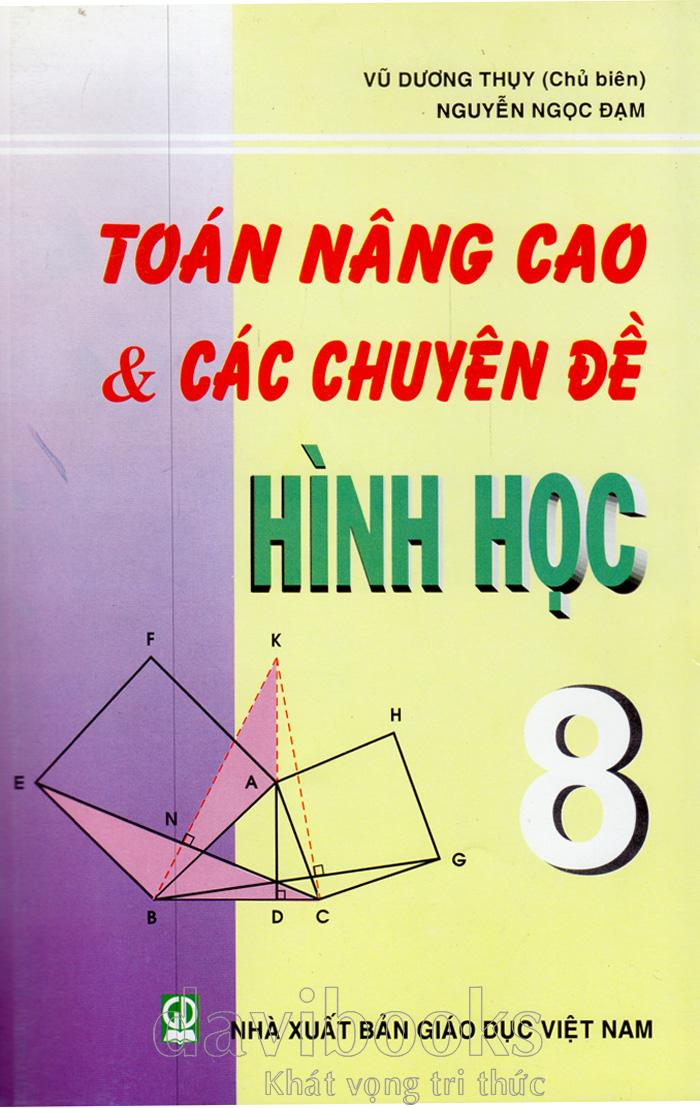 VŨ DƯƠNG THỤY (Chủ biên)
NGUYỄN NGỌC ĐẠM
TOÁN NÂNG CAO
& CÁC CHUYÊN ĐỀ
HÌNH HỌC
8
F
K
H
E
A
N
G
B
D
C
NHÀ XUẤT BẢN GIÁO DỤC VIỆT NAM
davibooks
Khát vọng tri thức